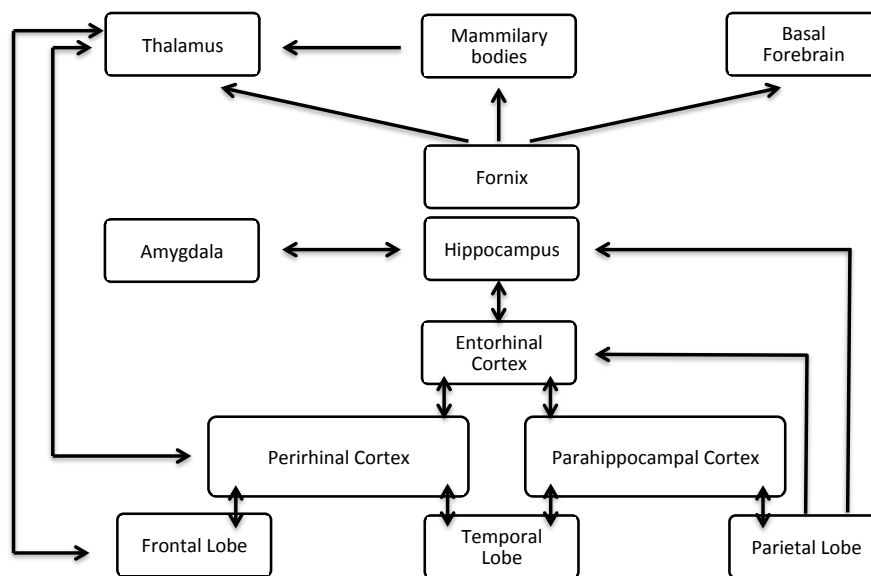 Thalamus
Mammilary
bodies
Basal
Forebrain
Fornix
Amygdala
Hippocampus
Entorhinal
Cortex
Perirhinal Cortex
Parahippocampal Cortex
Frontal Lobe
Temporal
Lobe
Parietal Lobe